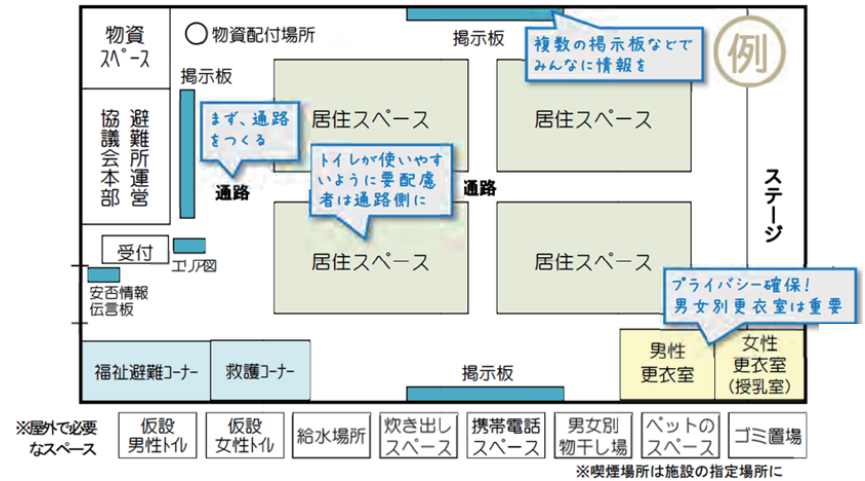 物資
スペース
○物資配付場所
掲示板
複数の掲示板などで
みんなに情報を
例
掲示板
避難所運営
協議会本部
まず、通路
をつくる
居住スペース
居住スペース
トイレが使いやす
いように要配慮
者は通路側に
通路
通路
ステージ
受付
エリア図
安否情報
伝言板
居住スペース
居住スペース
プライバシー確保!
男女別更衣室は重要
福祉避難コーナー
救護コーナー
掲示板
男性
更衣室
女性
更衣室
(授乳室)
※屋外で必要
なスペース
仮設
男性トイレ
仮設
女性トイレ
給水場所
炊き出し
スペース
携帯電話
スペース
男女別
物干し場
ペットの
スペース
ゴミ置場
※喫煙場所は施設の指定場所に